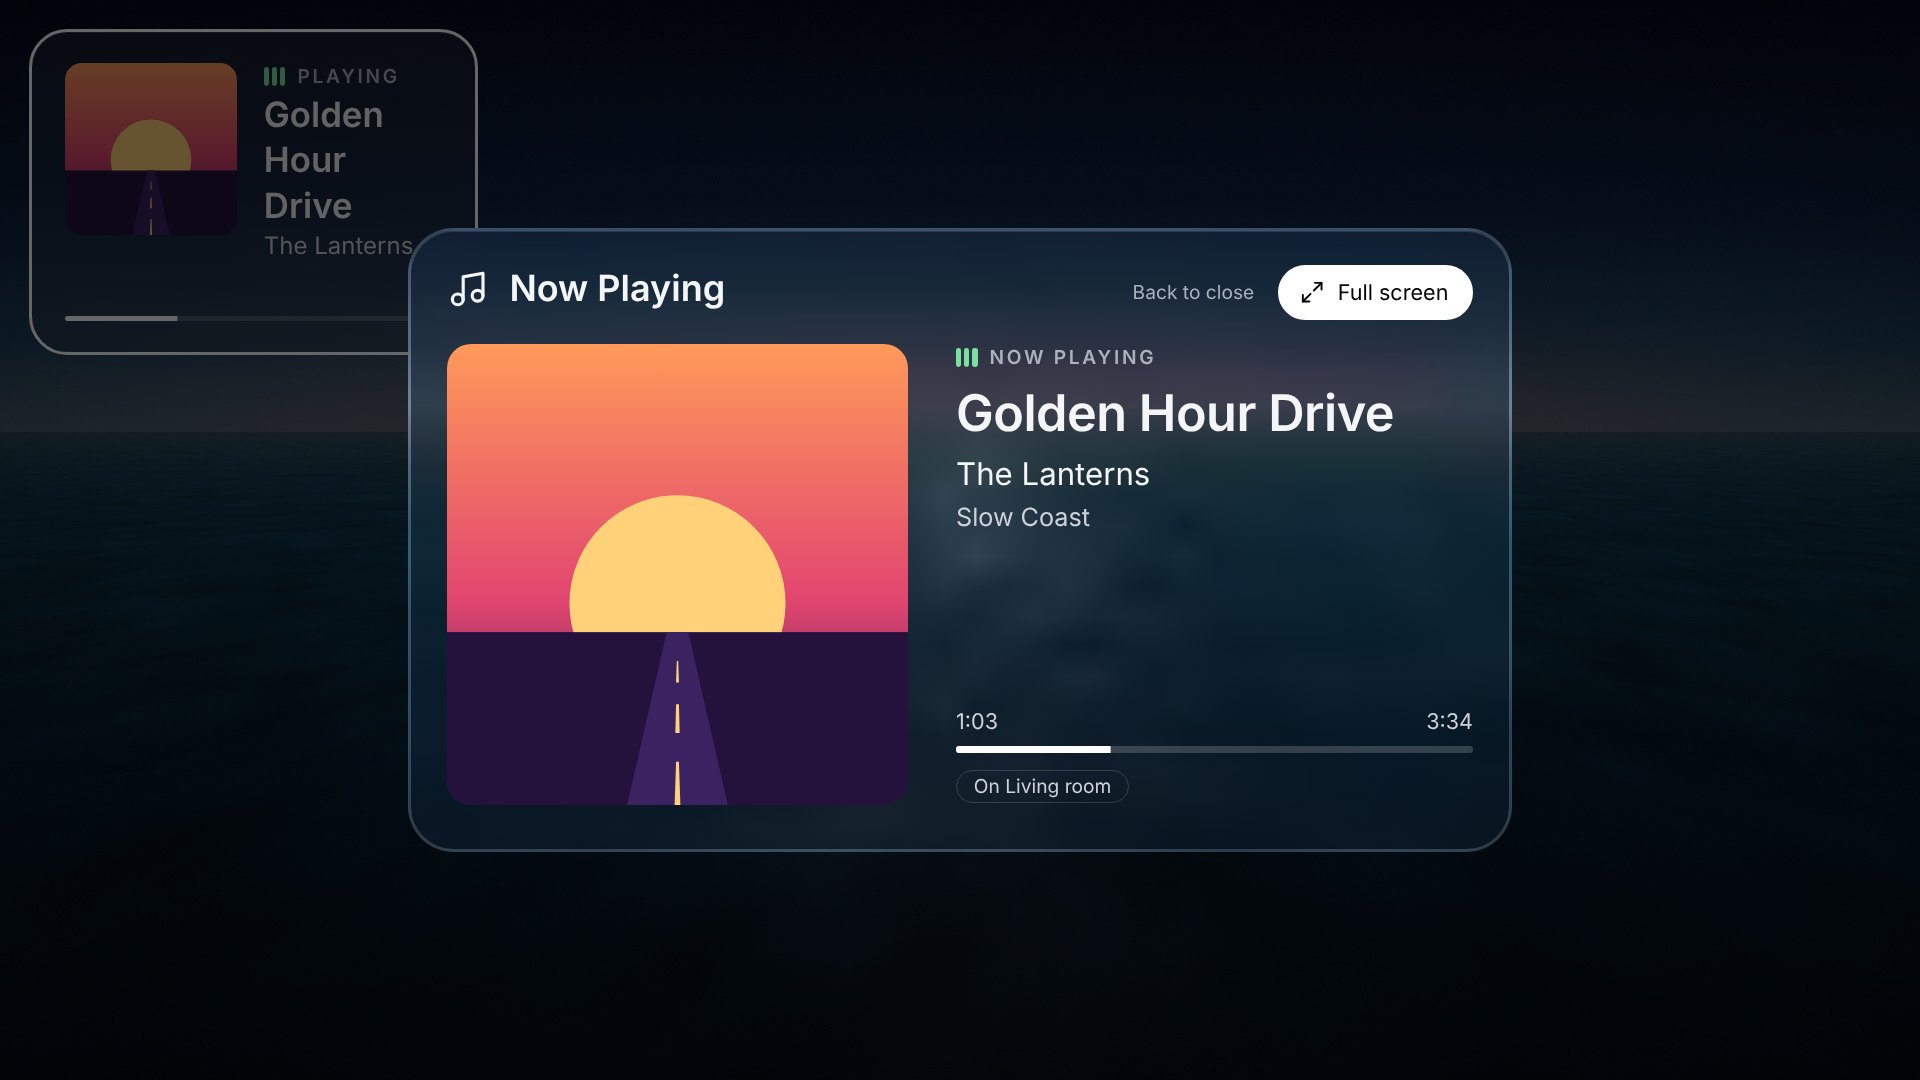 PLAYING
Golden
Hour
Drive
The Lanterns
Now Playing
Back to close
Full screen
NOW PLAYING
Golden Hour Drive
The Lanterns
Slow Coast
1:03
3:34
On Living room